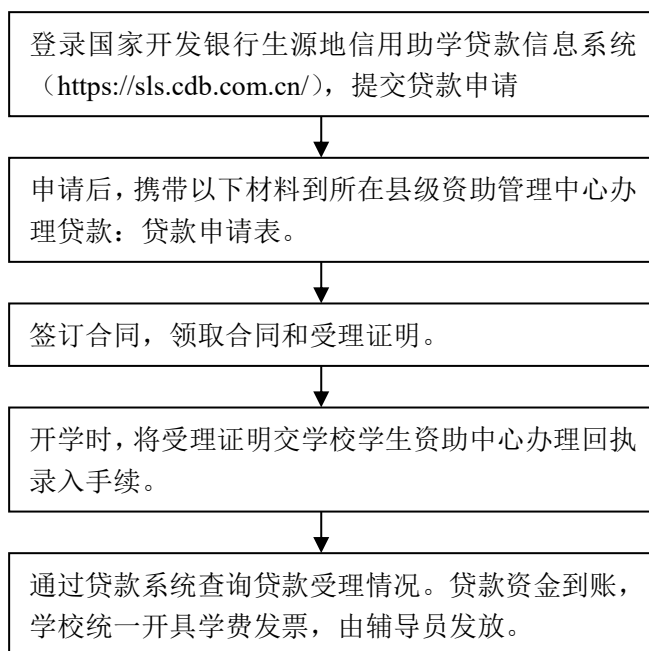 登录国家开发银行生源地信用助学贷款信息系统
（https://sls.cdb.com.cn/），提交贷款申请
申请后，携带以下材料到所在县级资助管理中心办
理贷款：贷款申请表。
签订合同，领取合同和受理证明。
开学时，将受理证明交学校学生资助中心办理回执
录入手续。
通过贷款系统查询贷款受理情况。贷款资金到账，
学校统一开具学费发票，由辅导员发放。